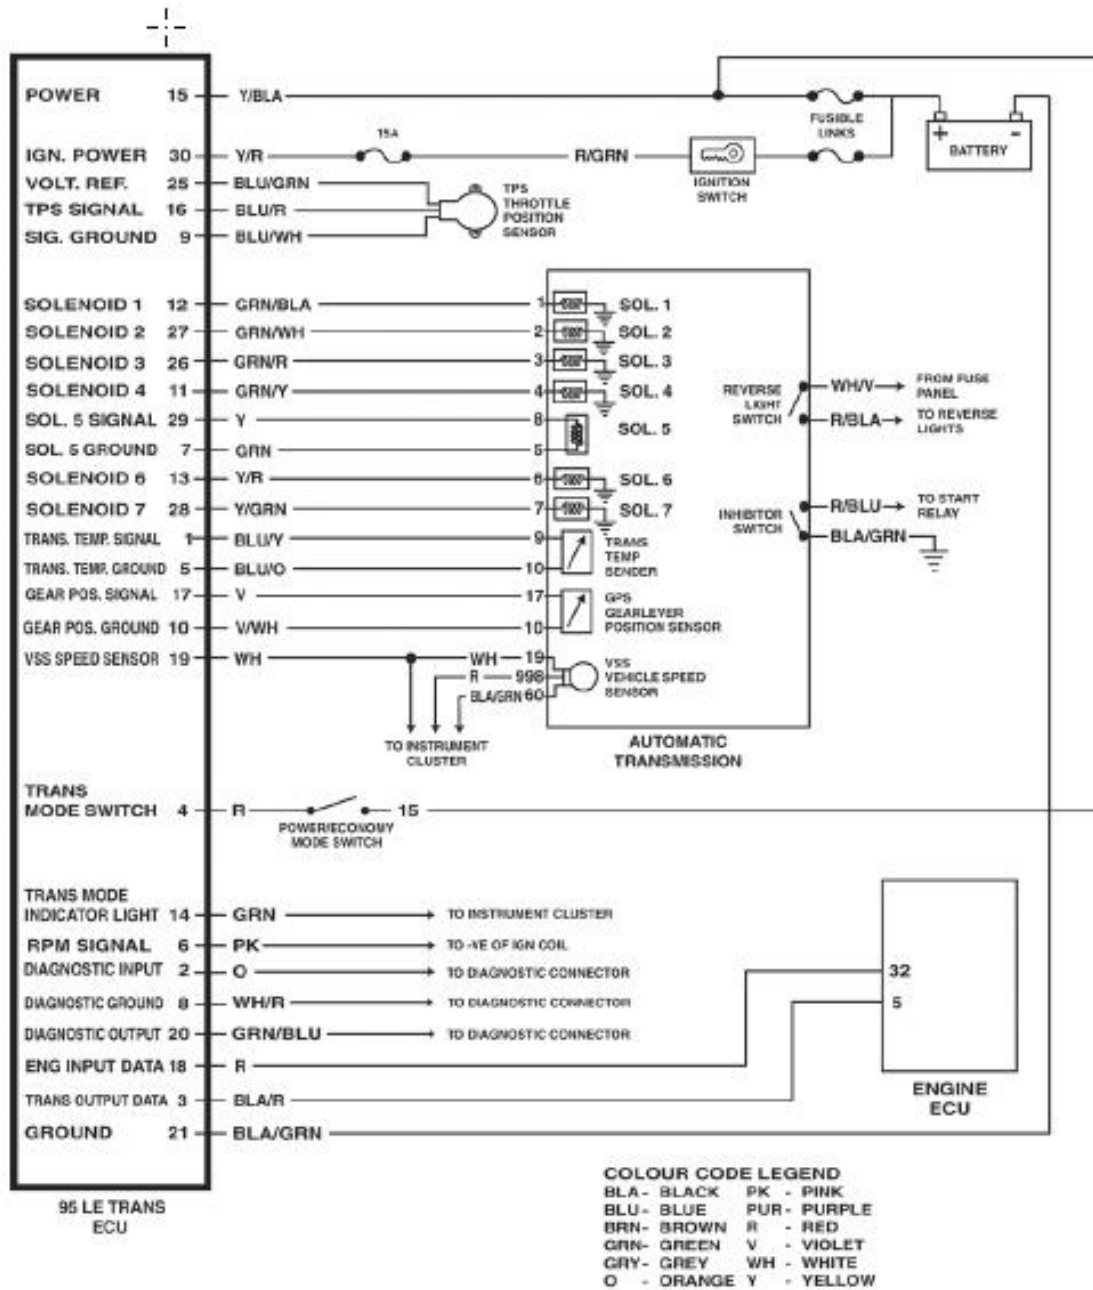 POWER 15 Y/BLA
FUSIBLE
LINKS
+ -
BATTERY
15A
IGN. POWER 30 Y/R R/GRN
IGNITION
SWITCH
VOLT. REF. 25 BLU/GRN
TPS SIGNAL 16 BLU/R
SIG. GROUND 9 BLU/WH
TPS
THROTTLE
POSITION
SENSOR
SOLENOID 1 12 GRN/BLA 1 SOL. 1
SOLENOID 2 27 GRN/WH 2 SOL. 2
SOLENOID 3 26 GRN/R 3 SOL. 3
SOLENOID 4 11 GRN/Y 4 SOL. 4
SOL. 5 SIGNAL 29 Y 8
SOL. 5
SOL. 5 GROUND 7 GRN 5
SOLENOID 6 13 Y/R 6 SOL. 6
SOLENOID 7 28 Y/GRN 7 SOL. 7
TRANS. TEMP. SIGNAL 1 BLU/Y 9
TRANS. TEMP. GROUND 5 BLU/O 10
TRANS
TEMP
SENDER
GEAR POS. SIGNAL 17 V 17
GEAR POS. GROUND 10 V/WH 10
GPS
GEARLEVER
POSITION SENSOR
VSS SPEED SENSOR 19 WH WH 19
R 998
BLA/GRN 60
VSS
VEHICLE SPEED
SENSOR
TO INSTRUMENT
CLUSTER
REVERSE
LIGHT
SWITCH
WH/V
FROM FUSE
PANEL
R/BLA
TO REVERSE
LIGHTS
INHIBITOR
SWITCH
R/BLU
TO START
RELAY
BLA/GRN
AUTOMATIC
TRANSMISSION
TRANS
MODE SWITCH 4 R 15
POWER/ECONOMY
MODE SWITCH
TRANS MODE
INDICATOR LIGHT 14 GRN TO INSTRUMENT CLUSTER
RPM SIGNAL 6 PK TO -VE OF IGN COIL
DIAGNOSTIC INPUT 2 O TO DIAGNOSTIC CONNECTOR
DIAGNOSTIC GROUND 8 WH/R TO DIAGNOSTIC CONNECTOR
DIAGNOSTIC OUTPUT 20 GRN/BLU TO DIAGNOSTIC CONNECTOR
ENG INPUT DATA 18 R
TRANS OUTPUT DATA 3 BLA/R
GROUND 21 BLA/GRN
32
5
ENGINE
ECU
95 LE TRANS
ECU
COLOUR CODE LEGEND
BLA - BLACK PK - PINK
BLU - BLUE PUR - PURPLE
BRN - BROWN R - RED
GRN - GREEN V - VIOLET
GRY - GREY WH - WHITE
O - ORANGE Y - YELLOW